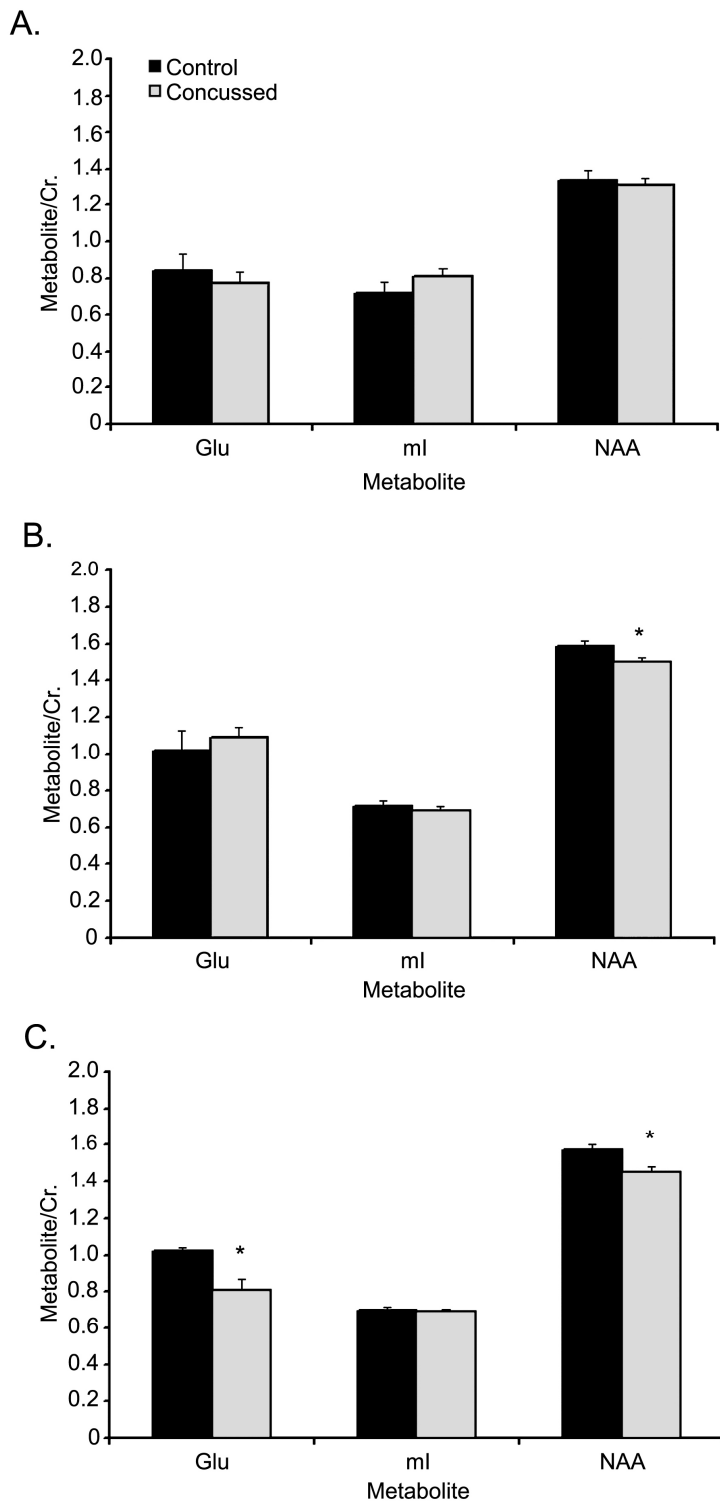 A.
2.0
1.8
1.6
1.4
1.2
1.0
0.8
0.6
0.4
0.2
0
Metabolite/Cr.
Control
Concussed
Glu mI NAA
Metabolite
B.
2.0
1.8
1.6
1.4
1.2
1.0
0.8
0.6
0.4
0.2
0
Metabolite/Cr.
*
Glu mI NAA
Metabolite
C.
2.0
1.8
1.6
1.4
1.2
1.0
0.8
0.6
0.4
0.2
0
Metabolite/Cr.
* *
Glu mI NAA
Metabolite